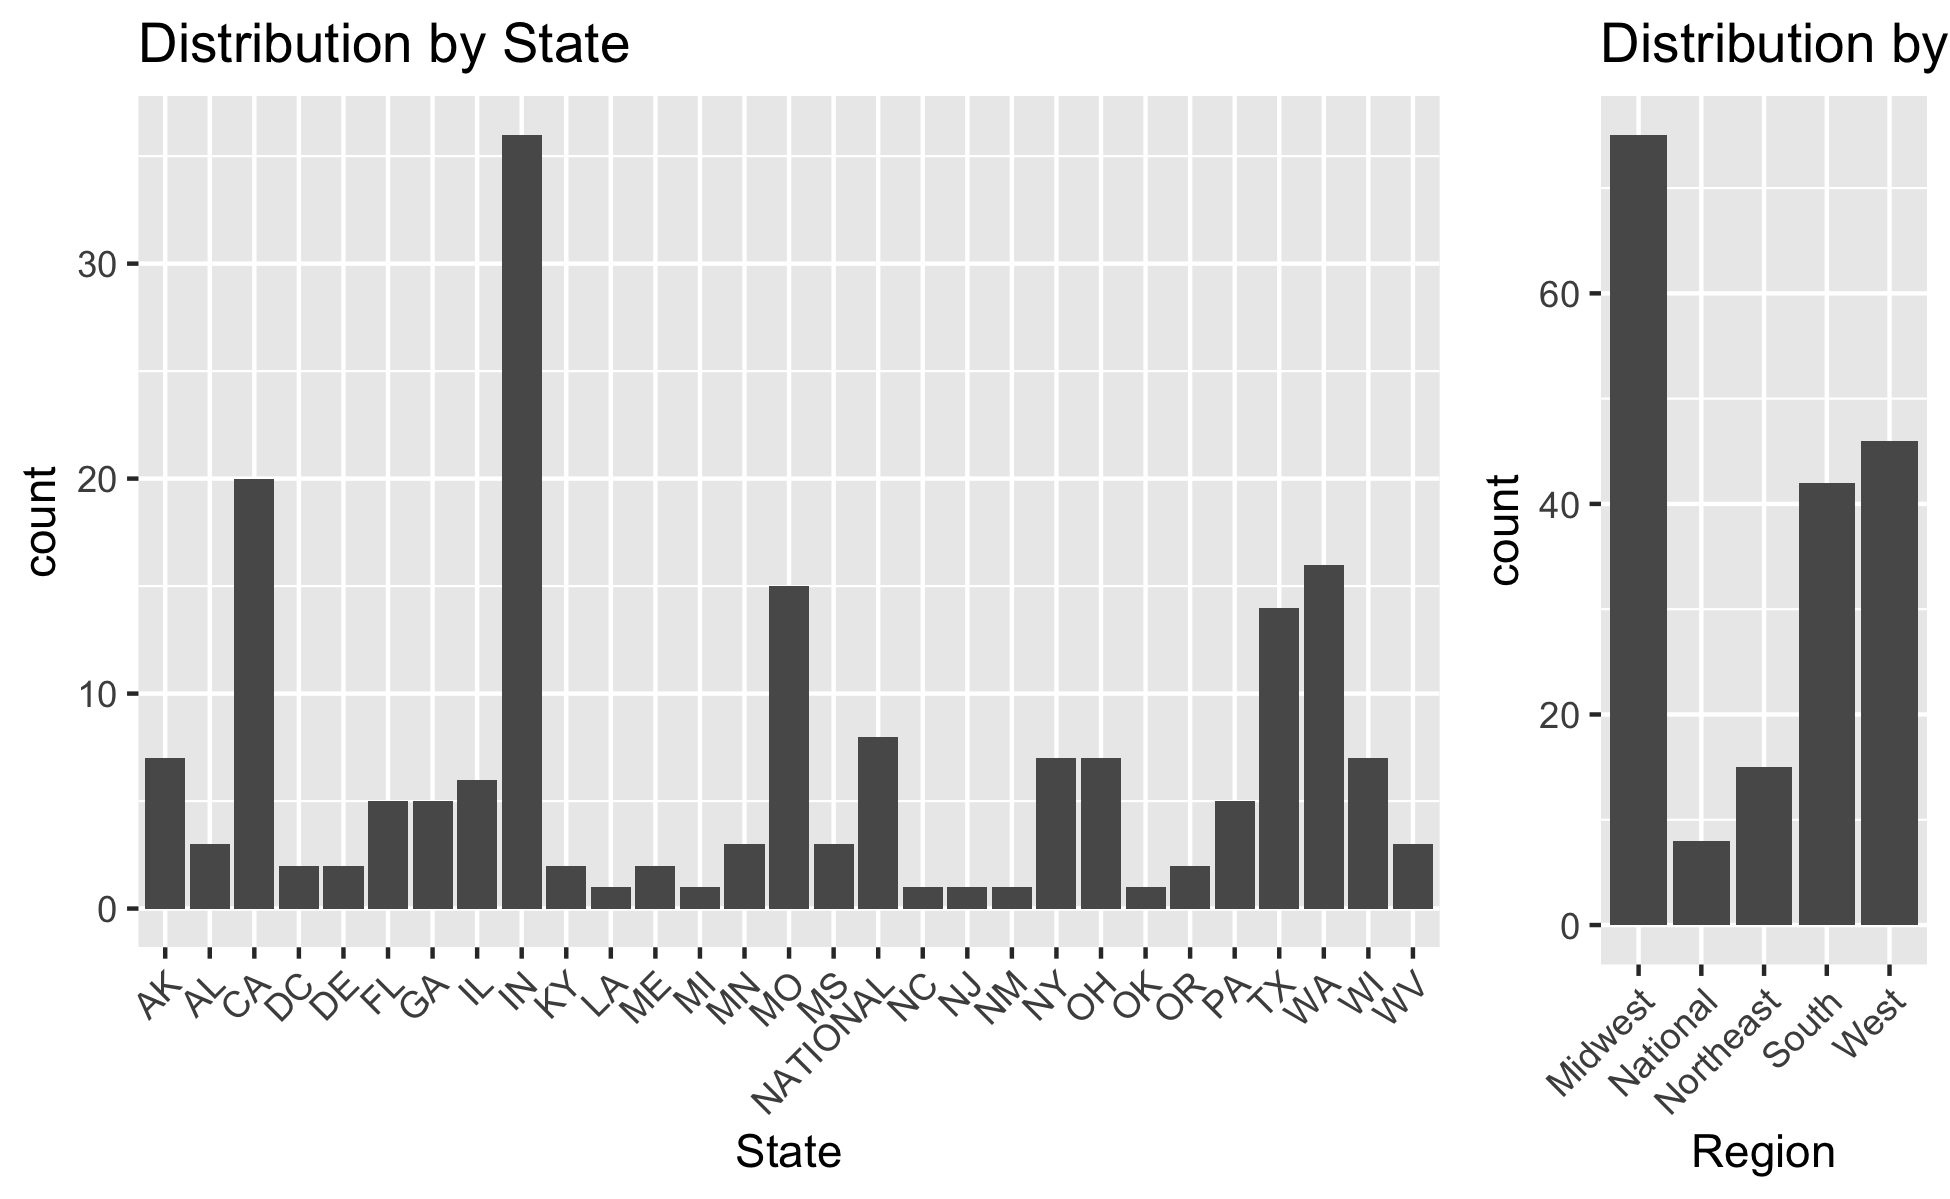 Distribution by State
count
30
20
10
0
AK AL CA DC DE FL GA IL IN KY LA ME MI MN MO MS NATIONAL NC NJ NM NY OH OK OR PA TX WA WI WV
State
Distribution by
count
60
40
20
0
Midwest National Northeast South West
Region